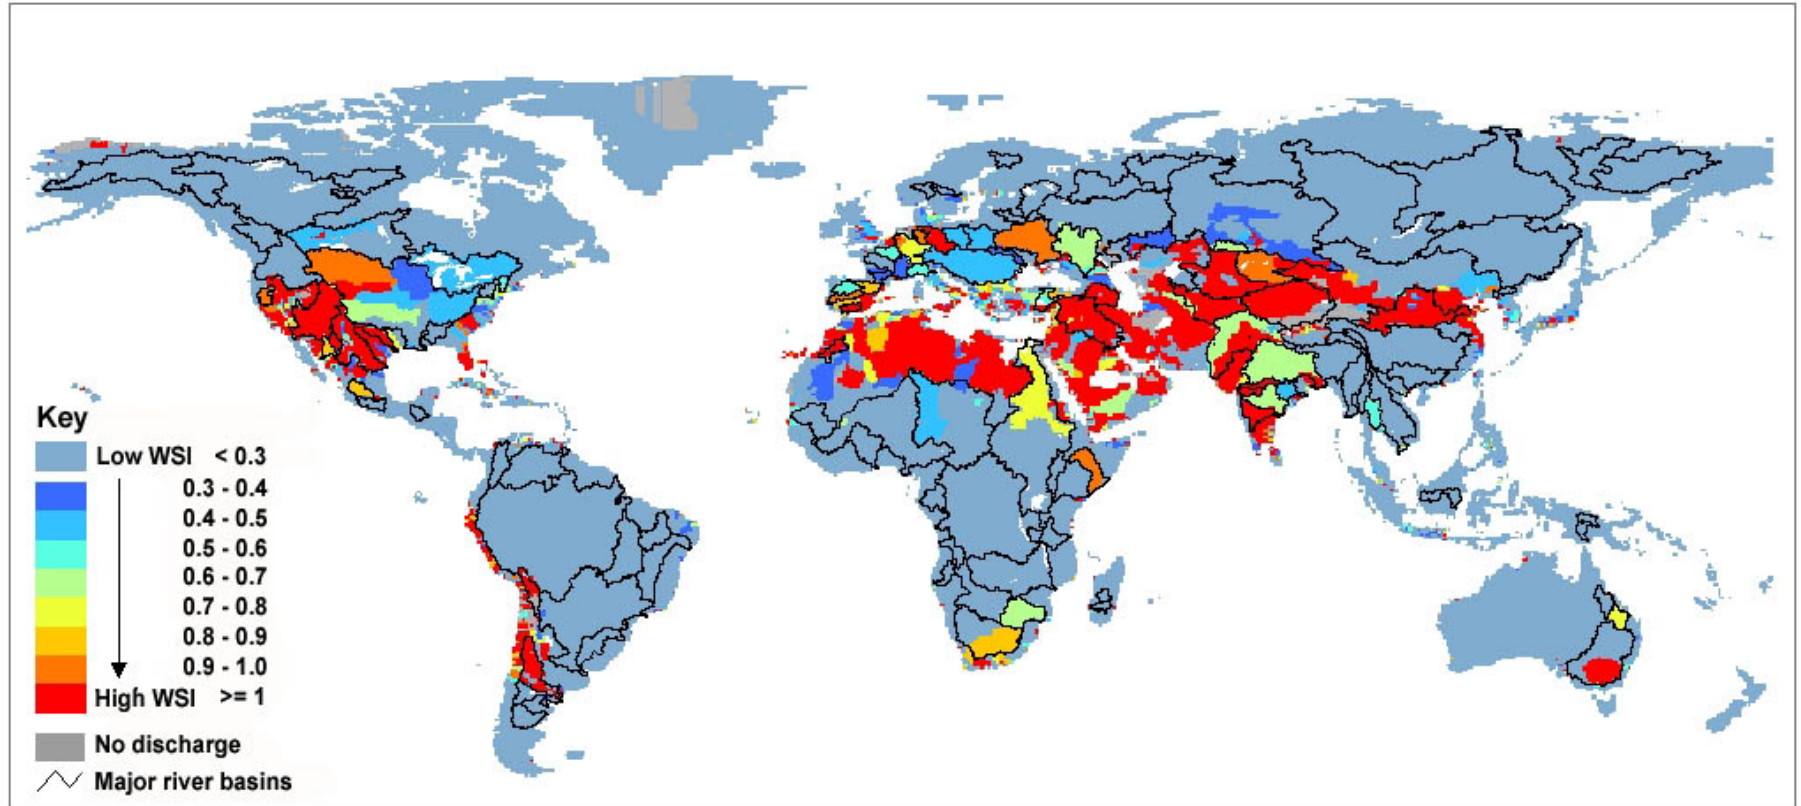 Key
Low WSI < 0.3
0.3 - 0.4
0.4 - 0.5
0.5 - 0.6
0.6 - 0.7
0.7 - 0.8
0.8 - 0.9
0.9 - 1.0
High WSI >= 1
No discharge
Major river basins